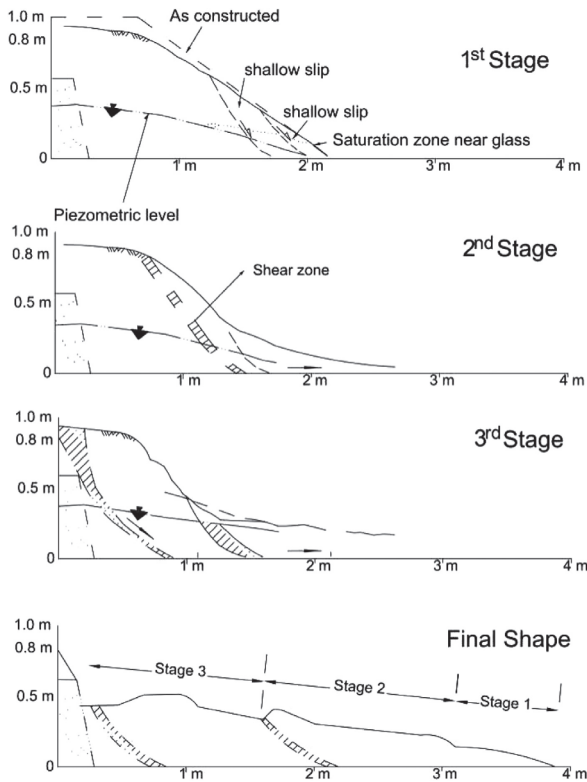 1.0 m
As constructed
0.8 m
1st Stage
shallow slip
0.5 m
shallow slip
Saturation zone near glass
0
1 m
2 m
3 m
4 m
Piezometric level
1.0 m
2nd Stage
0.8 m
Shear zone
0.5 m
0
1 m
2 m
3 m
4 m
1.0 m
3rd Stage
0.8 m
0.5 m
0
1 m
2 m
3 m
4 m
1.0 m
Final Shape
0.8 m
Stage 3
Stage 2
Stage 1
0.5 m
0
1 m
2 m
3 m
4 m